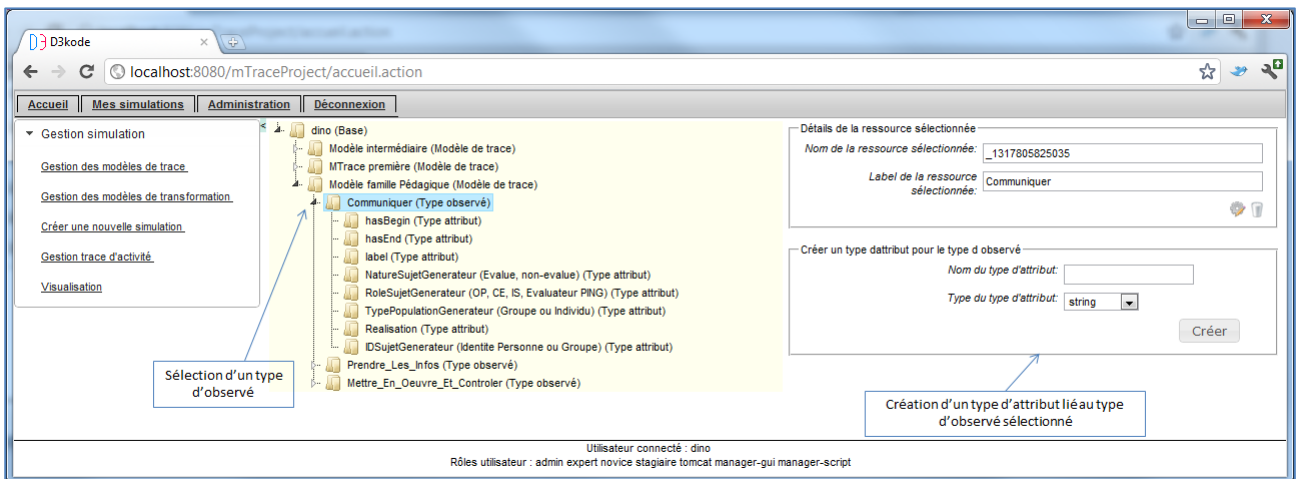 D3kode
localhost:8080/mTraceProject/accueil.action
Accueil Mes simulations Administration Déconnexion
Gestion simulation
Gestion des modèles de trace
Gestion des modèles de transformation
Créer une nouvelle simulation
Gestion trace d'activité
Visualisation
<
dino (Base)
Modèle intermédiaire (Modèle de trace)
MTrace première (Modèle de trace)
Modèle famille Pédagique (Modèle de trace)
Communiquer (Type observé)
hasBegin (Type attribut)
hasEnd (Type attribut)
label (Type attribut)
NatureSujetGenerateur (Evalue, non-evalue) (Type attribut)
RoleSujetGenerateur (OP, CE, IS, Evaluateur PING) (Type attribut)
TypePopulationGenerateur (Groupe ou Individu) (Type attribut)
Realisation (Type attribut)
IDSujetGenerateur (Identite Personne ou Groupe) (Type attribut)
Prendre_Les_Infos (Type observé)
Mettre_En_Oeuvre_Et_Controler (Type observé)
Sélection d'un type
d'observé
Détails de la ressource sélectionnée
Nom de la ressource sélectionnée: _1317805825035
Label de la ressource
sélectionnée: Communiquer
Créer un type dattribut pour le type d observé
Nom du type d'attribut:
Type du type d'attribut: string
Créer
Création d'un type d'attribut lié au type
d'observé sélectionné
Utilisateur connecté : dino
Rôles utilisateur : admin expert novice stagiaire tomcat manager-gui manager-script